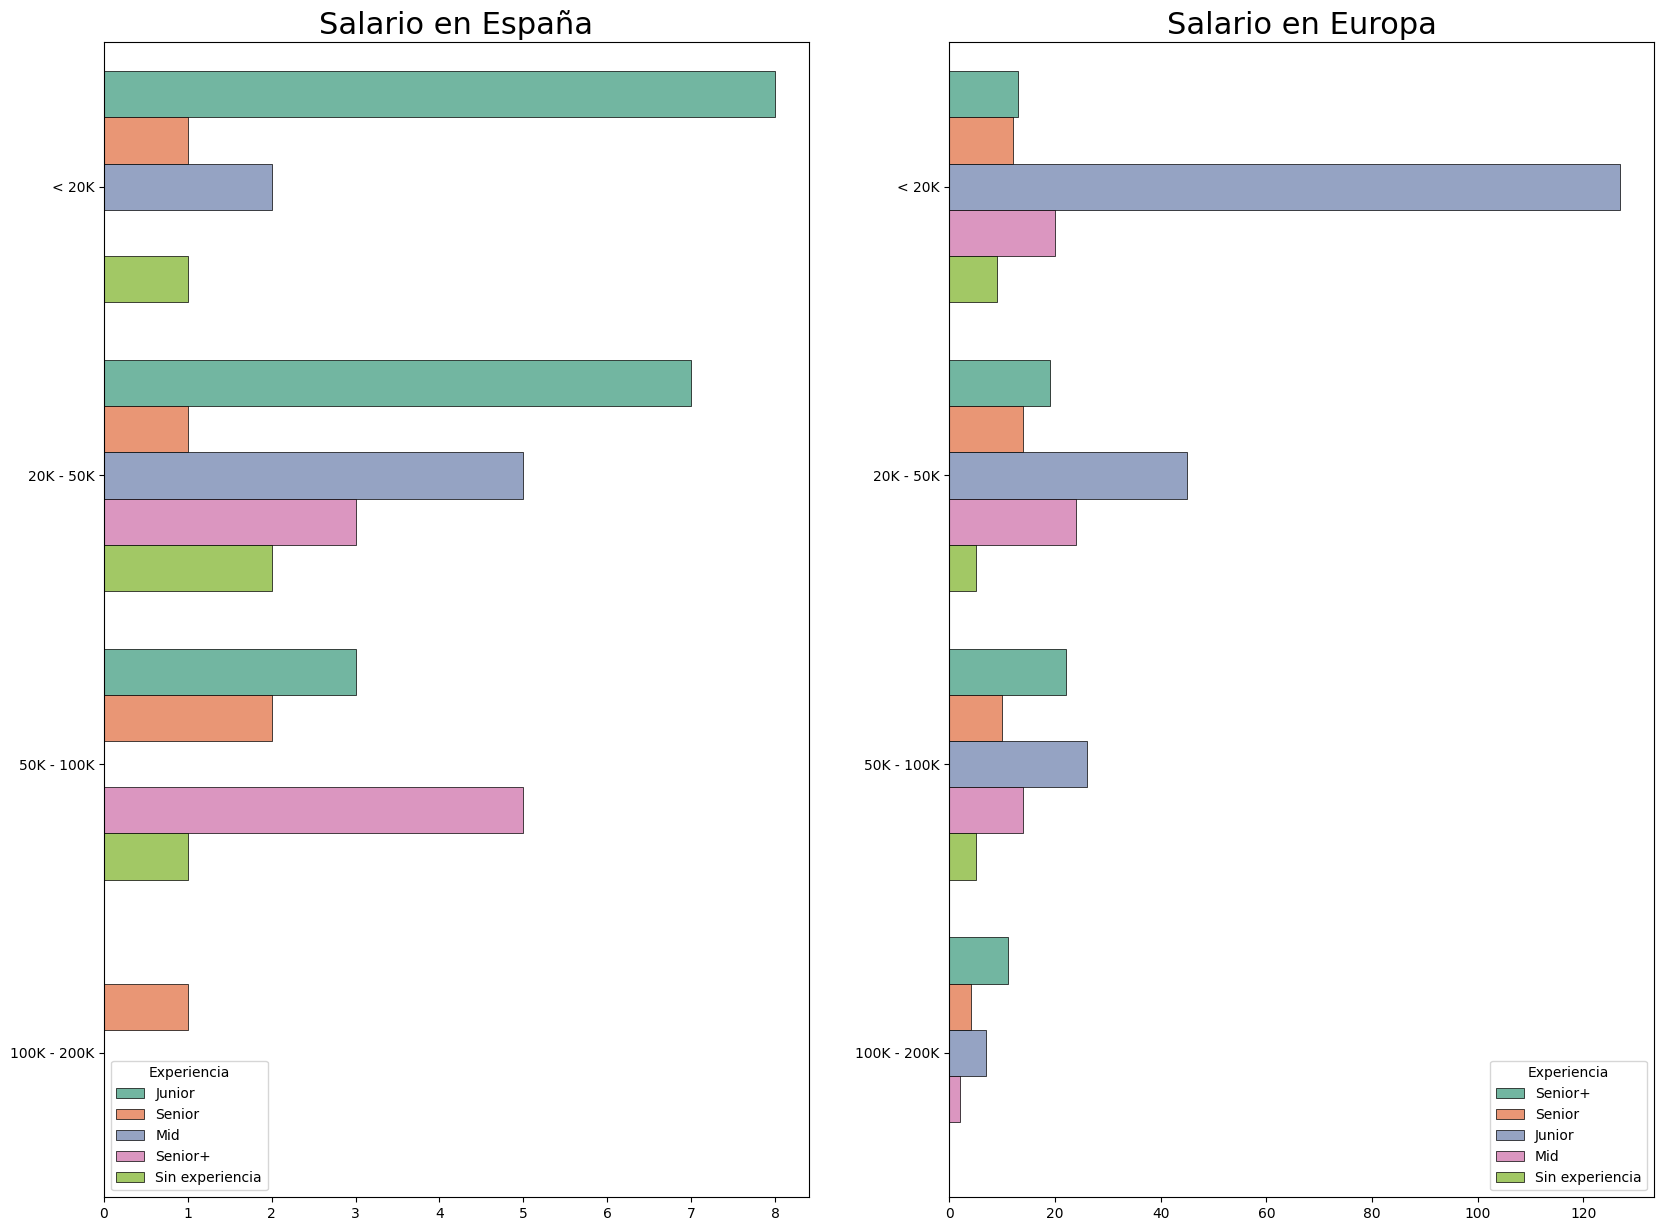 Salario en España
< 20K
20K - 50K
50K - 100K
100K - 200K
Experiencia
Junior
Senior
Mid
Senior+
Sin experiencia
0 1 2 3 4 5 6 7 8
Salario en Europa
< 20K
20K - 50K
50K - 100K
100K - 200K
Experiencia
Senior+
Senior
Junior
Mid
Sin experiencia
0 20 40 60 80 100 120